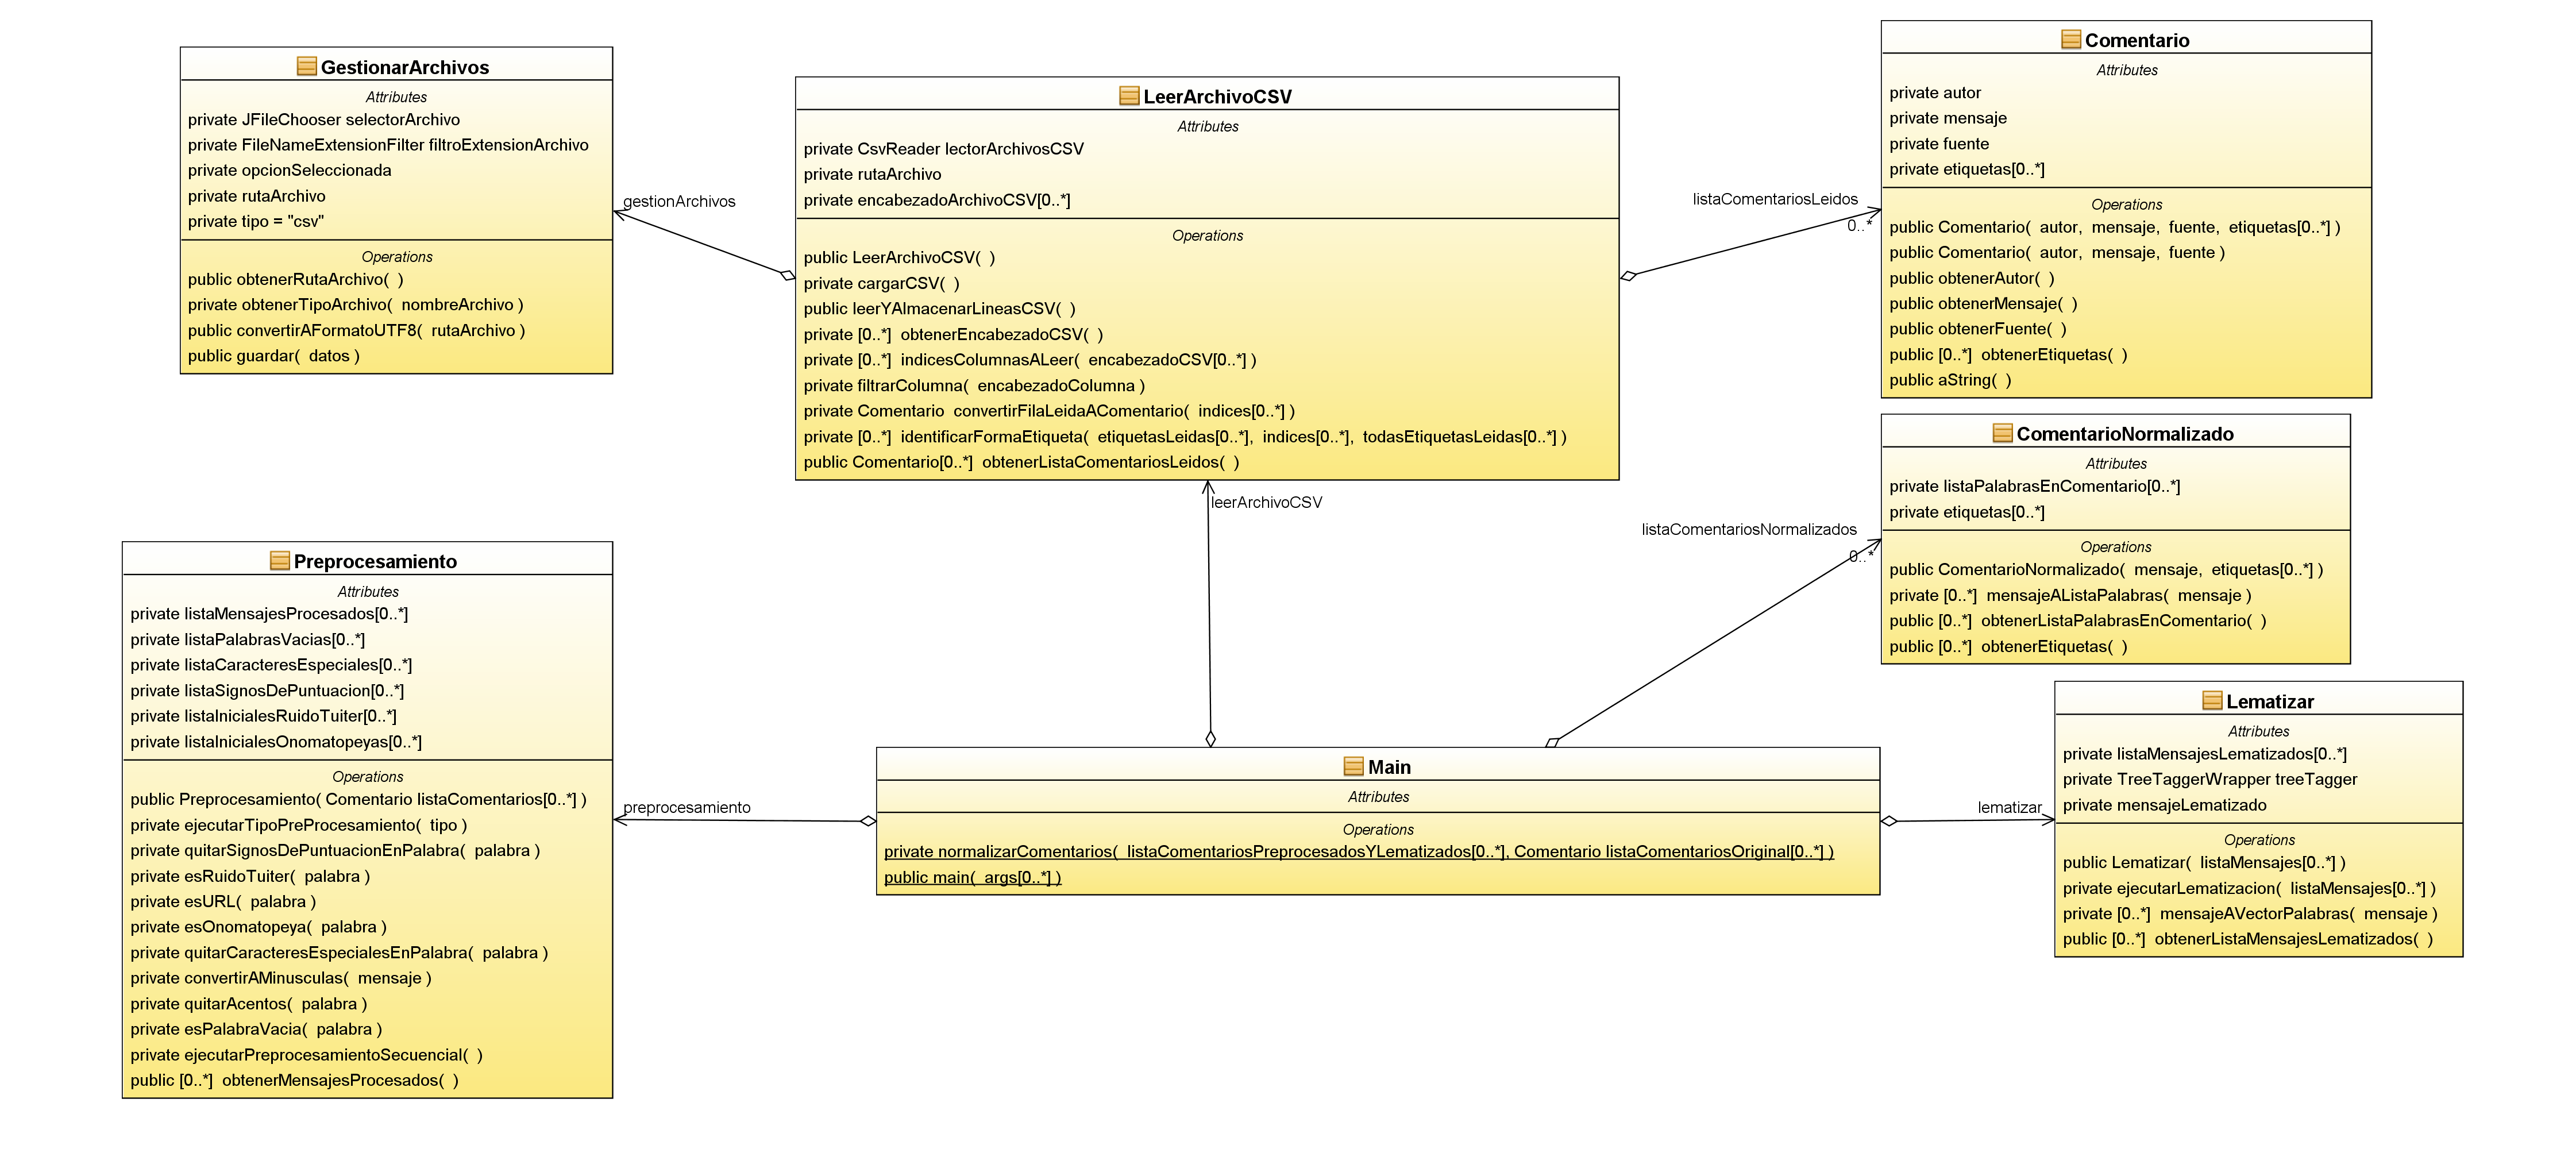 GestionarArchivos
Attributes
private JFileChooser selectorArchivo
private FileNameExtensionFilter filtroExtensionArchivo
private opcionSeleccionada
private rutaArchivo
private tipo = "csv"
Operations
public obtenerRutaArchivo( )
private obtenerTipoArchivo( nombreArchivo )
public convertirAFormatoUTF8( rutaArchivo )
public guardar( datos )
gestionArchivos
LeerArchivoCSV
Attributes
private CsvReader lectorArchivosCSV
private rutaArchivo
private encabezadoArchivoCSV[0..*]
Operations
public LeerArchivoCSV( )
private cargarCSV( )
public leerYAlmacenarLineasCSV( )
private [0..*] obtenerEncabezadoCSV( )
private [0..*] indicesColumnasALeer( encabezadoCSV[0..*] )
private filtrarColumna( encabezadoColumna )
private Comentario convertirFilaLeidaAComentario( indices[0..*] )
private [0..*] identificarFormaEtiqueta( etiquetasLeidas[0..*], indices[0..*], todasEtiquetasLeidas[0..*] )
public Comentario[0..*] obtenerListaComentariosLeidos( )
listaComentariosLeidos
0..*
Comentario
Attributes
private autor
private mensaje
private fuente
private etiquetas[0..*]
Operations
public Comentario( autor, mensaje, fuente, etiquetas[0..*] )
public Comentario( autor, mensaje, fuente )
public obtenerAutor( )
public obtenerMensaje( )
public obtenerFuente( )
public [0..*] obtenerEtiquetas( )
public aString( )
leerArchivoCSV
listaComentariosNormalizados
0..*
ComentarioNormalizado
Attributes
private listaPalabrasEnComentario[0..*]
private etiquetas[0..*]
Operations
public ComentarioNormalizado( mensaje, etiquetas[0..*] )
private [0..*] mensajeAListaPalabras( mensaje )
public [0..*] obtenerListaPalabrasEnComentario( )
public [0..*] obtenerEtiquetas( )
Preprocesamiento
Attributes
private listaMensajesProcesados[0..*]
private listaPalabrasVacias[0..*]
private listaCaracteresEspeciales[0..*]
private listaSignosDePuntuacion[0..*]
private listaInicialesRuidoTuiter[0..*]
private listaInicialesOnomatopeyas[0..*]
Operations
public Preprocesamiento( Comentario listaComentarios[0..*] )
private ejecutarTipoPreProcesamiento( tipo )
private quitarSignosDePuntuacionEnPalabra( palabra )
private esRuidoTuiter( palabra )
private esURL( palabra )
private esOnomatopeya( palabra )
private quitarCaracteresEspecialesEnPalabra( palabra )
private convertirAMinusculas( mensaje )
private quitarAcentos( palabra )
private esPalabraVacia( palabra )
private ejecutarPreprocesamientoSecuencial( )
public [0..*] obtenerMensajesProcesados( )
preprocesamiento
Main
Attributes
Operations
private normalizarComentarios( listaComentariosPreprocesadosYLematizados[0..*], Comentario listaComentariosOriginal[0..*] )
public main( args[0..*] )
lematizar
Lematizar
Attributes
private listaMensajesLematizados[0..*]
private TreeTaggerWrapper treeTagger
private mensajeLematizado
Operations
public Lematizar( listaMensajes[0..*] )
private ejecutarLematizacion( listaMensajes[0..*] )
private [0..*] mensajeAVectorPalabras( mensaje )
public [0..*] obtenerListaMensajesLematizados( )